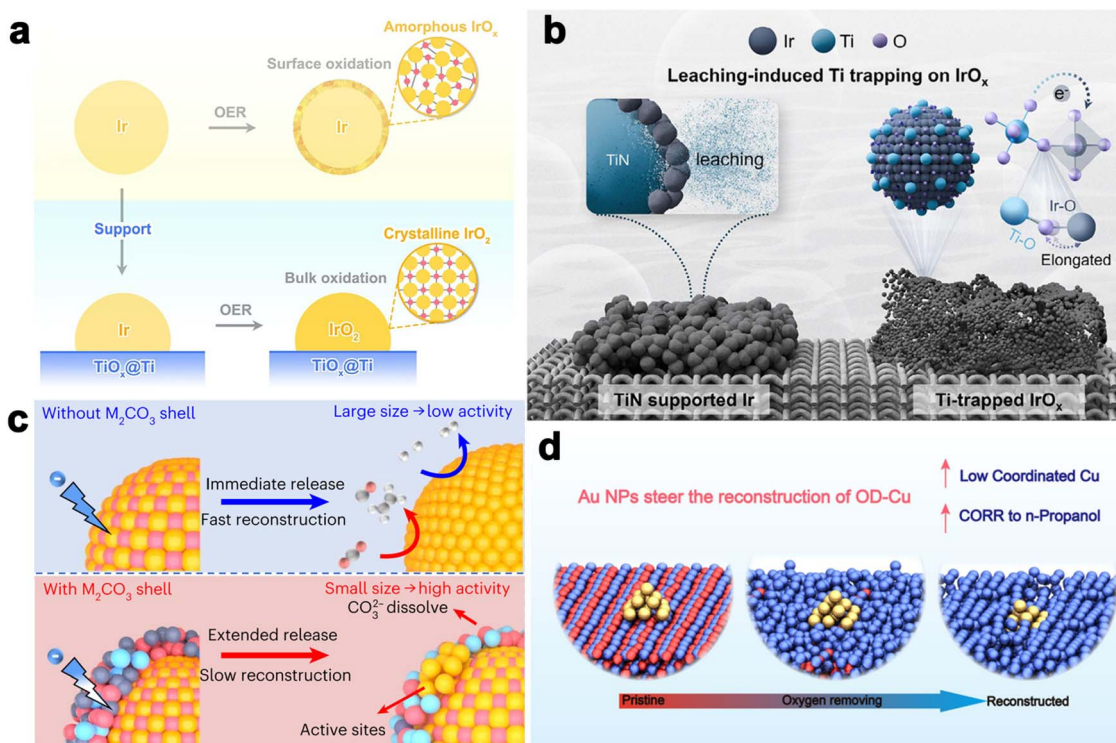 a
Amorphous IrOₓ
Surface oxidation
Ir
OER
Ir
Support
Crystalline IrO₂
Bulk oxidation
Ir
OER
IrO₂
TiOₓ@Ti
TiOₓ@Ti
b
Ir Ti O
Leaching-induced Ti trapping on IrOₓ
e⁻
TiN
leaching
Ir-O
Ti-O
Elongated
TiN supported Ir
Ti-trapped IrOₓ
c
Without M₂CO₃ shell
Large size→low activity
Immediate release
Fast reconstruction
With M₂CO₃ shell
Small size→high activity
CO₃²⁻ dissolve
Extended release
Slow reconstruction
Active sites
d
Low Coordinated Cu
Au NPs steer the reconstruction of OD-Cu
CORR to n-Propanol
Pristine
Oxygen removing
Reconstructed